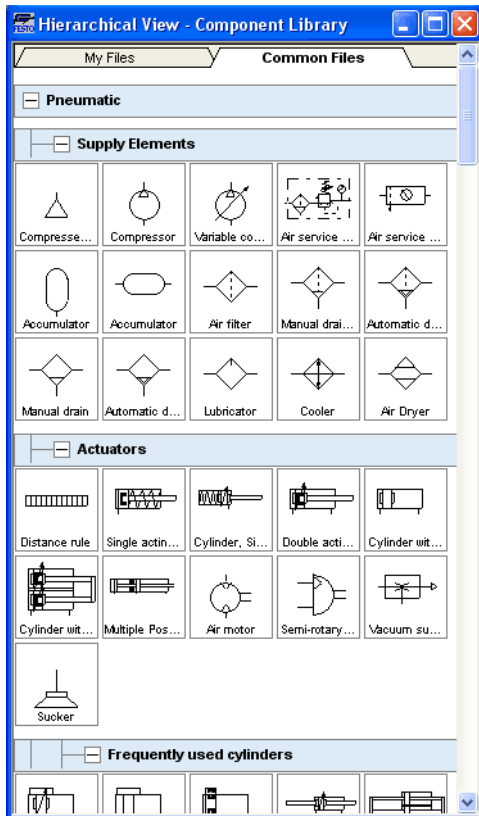 FESTO Hierarchical View - Component Library
My Files Common Files
Pneumatic
Supply Elements
Compresse... Compressor Variable co... Air service ... Air service ...
Accumulator Accumulator Air filter Manual drai... Automatic d...
Manual drain Automatic d... Lubricator Cooler Air Dryer
Actuators
Distance rule Single actin... Cylinder, Si... Double acti... Cylinder wit...
Cylinder wit... Multiple Pos... Air motor Semi-rotary... Vacuum su...
Sucker
Frequently used cylinders